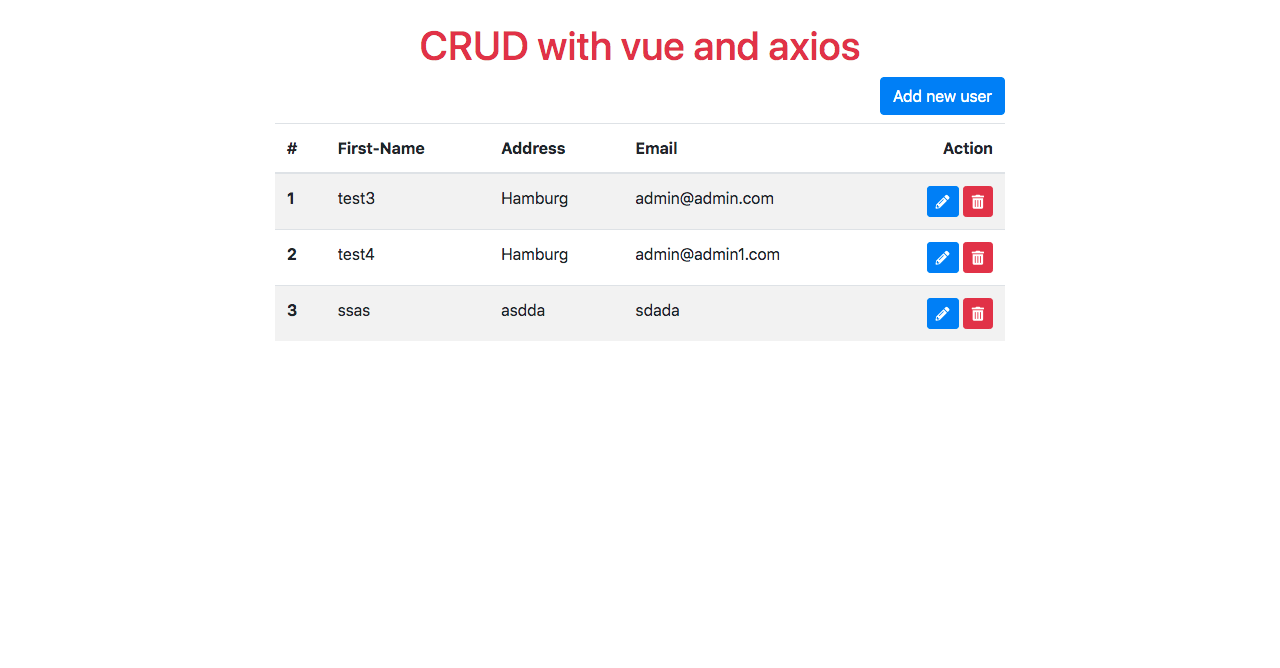 CRUD with vue and axios
Add new user
# First-Name Address Email Action
1 test3 Hamburg admin@admin.com
2 test4 Hamburg admin@admin1.com
3 ssas asdda sdada